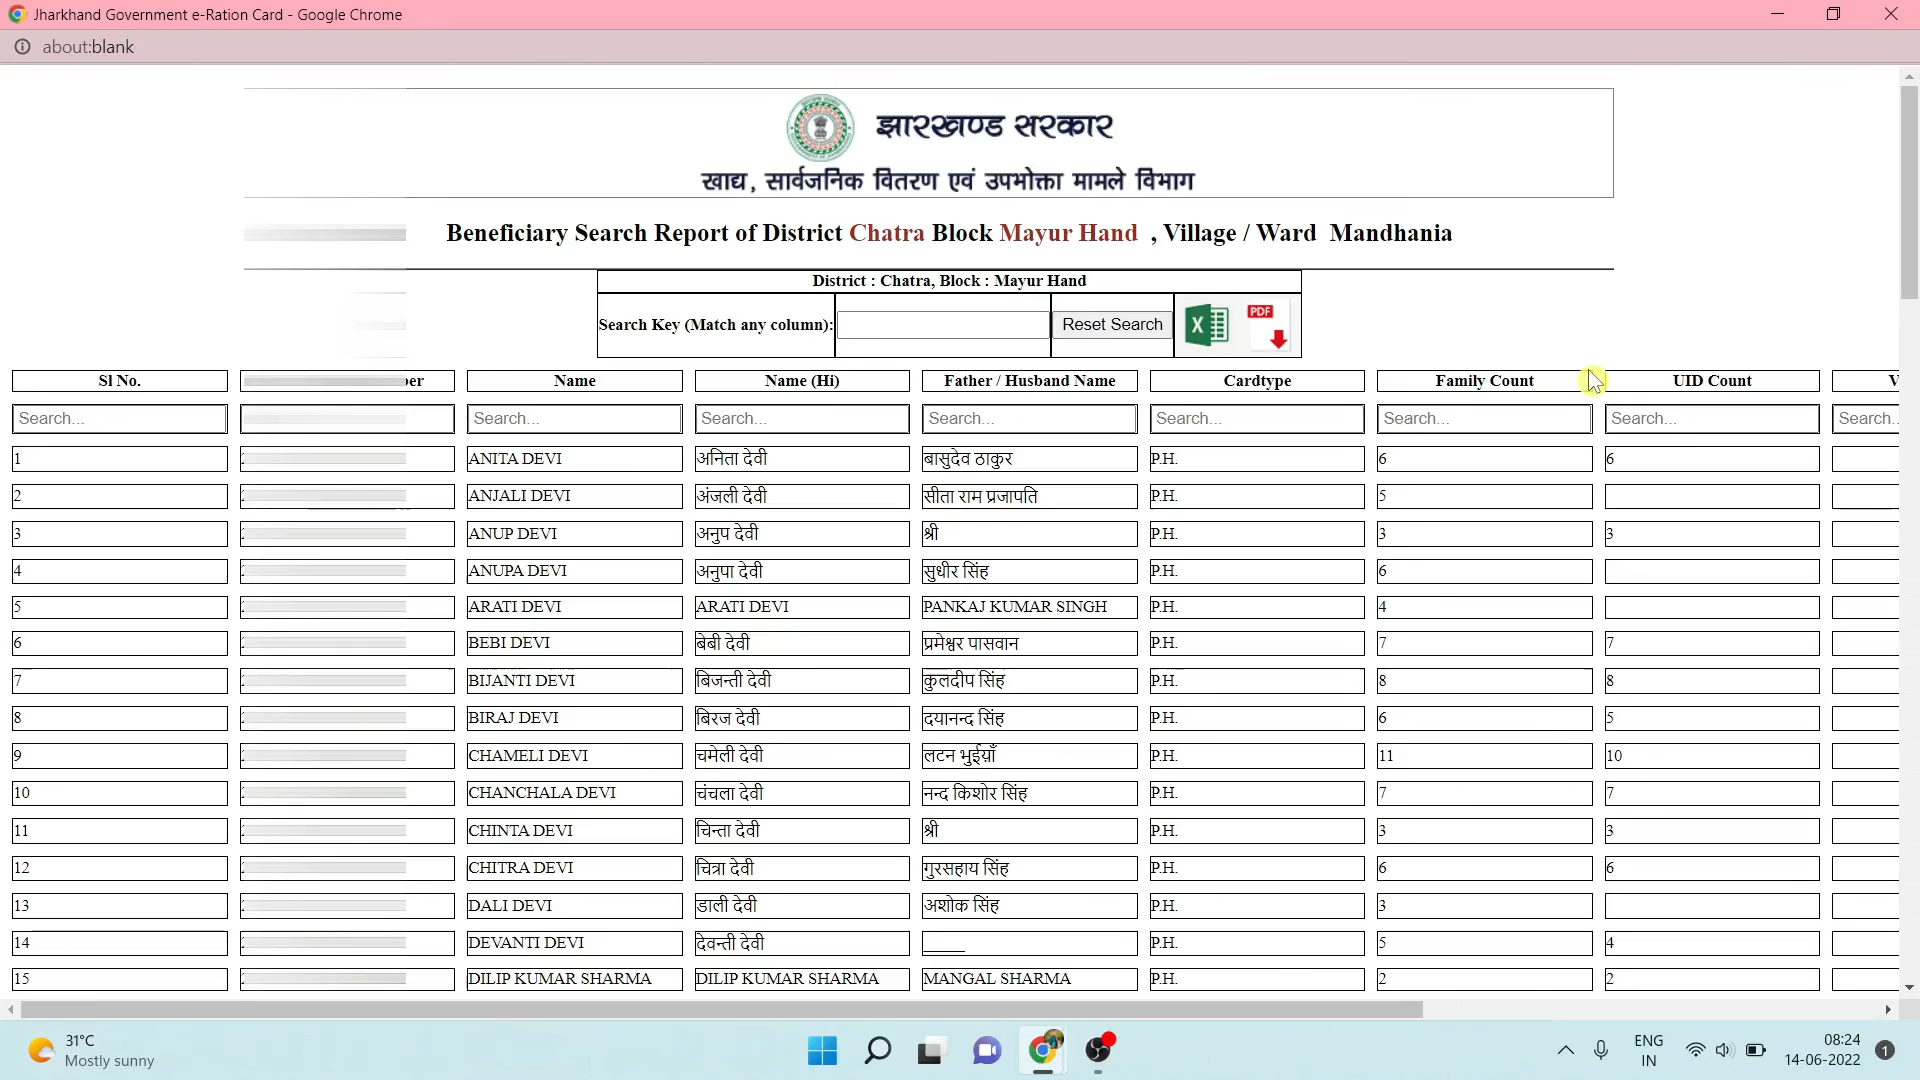 Jharkhand Government e-Ration Card - Google Chrome
about:blank
झारखण्ड सरकार
खाद्य, सार्वजनिक वितरण एवं उपभोक्ता मामले विभाग
Beneficiary Search Report of District Chatra Block Mayur Hand , Village / Ward Mandhania
District : Chatra, Block : Mayur Hand
Search Key (Match any column): Reset Search PDF
Sl No. Name Name (Hi) Father / Husband Name Cardtype Family Count UID Count
Search... Search... Search... Search... Search... Search... Search... Search..
1 ANITA DEVI अनिता देवी बासुदेव ठाकुर P.H. 6 6
2 ANJALI DEVI अंजली देवी सीता राम प्रजापति P.H. 5
3 ANUP DEVI अनुप देवी श्री P.H. 3 3
4 ANUPA DEVI अनुपा देवी सुधीर सिंह P.H. 6
5 ARATI DEVI ARATI DEVI PANKAJ KUMAR SINGH P.H. 4
6 BEBI DEVI बेबी देवी प्रमेश्वर पासवान P.H. 7 7
7 BIJANTI DEVI बिजन्ती देवी कुलदीप सिंह P.H. 8 8
8 BIRAJ DEVI बिरज देवी दयानन्द सिंह P.H. 6 5
9 CHAMELI DEVI चमेली देवी लटन भुईय़ाँ P.H. 11 10
10 CHANCHALA DEVI चंचला देवी नन्द किशोर सिंह P.H. 7 7
11 CHINTA DEVI चिन्ता देवी श्री P.H. 3 3
12 CHITRA DEVI चित्रा देवी गुरसहाय सिंह P.H. 6 6
13 DALI DEVI डाली देवी अशोक सिंह P.H. 3
14 DEVANTI DEVI देवन्ती देवी _____ P.H. 5 4
15 DILIP KUMAR SHARMA DILIP KUMAR SHARMA MANGAL SHARMA P.H. 2 2
31°C
Mostly sunny
ENG
IN
08:24
14-06-2022
1